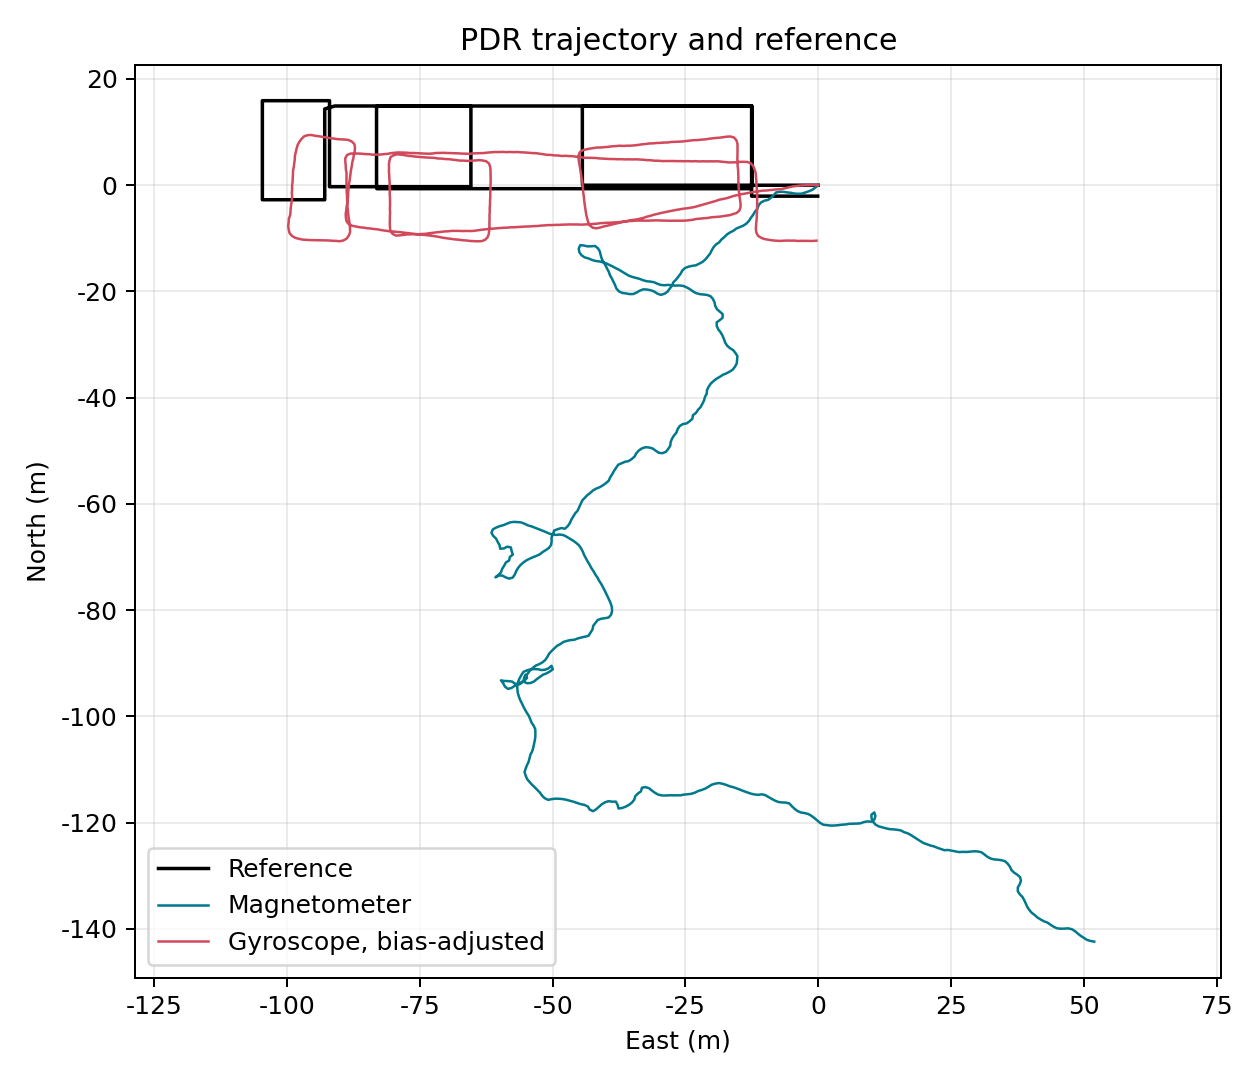 PDR trajectory and reference
20
0
-20
-40
-60
-80
-100
-120
-140
North (m)
Reference
Magnetometer
Gyroscope, bias-adjusted
-125 -100 -75 -50 -25 0 25 50 75
East (m)